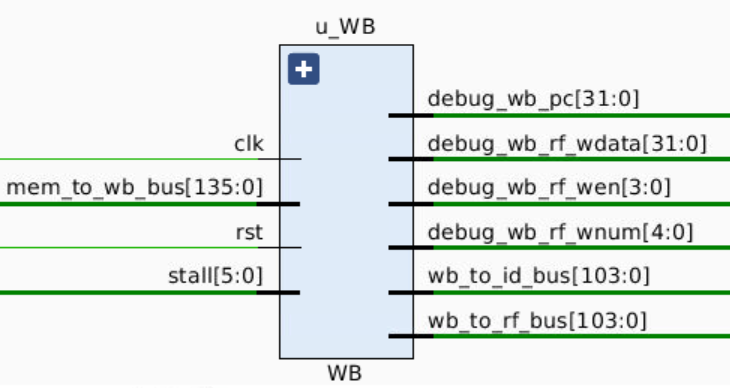 u_WB
clk
mem_to_wb_bus[135:0]
rst
stall[5:0]
debug_wb_pc[31:0]
debug_wb_rf_wdata[31:0]
debug_wb_rf_wen[3:0]
debug_wb_rf_wnum[4:0]
wb_to_id_bus[103:0]
wb_to_rf_bus[103:0]
WB